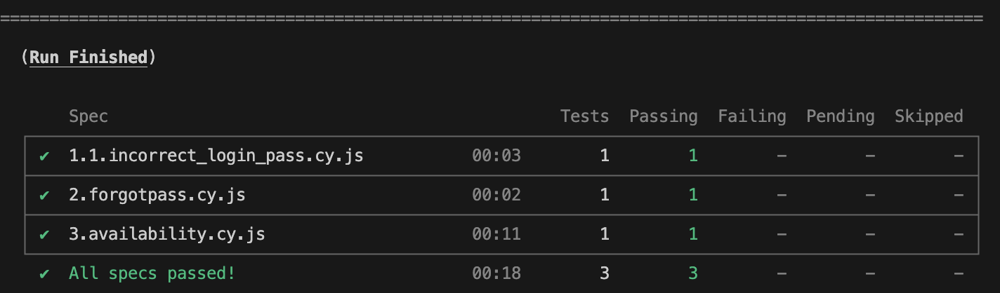 ====================================================================================================
(Run Finished)
Spec Tests Passing Failing Pending Skipped
✔ 1.1.incorrect_login_pass.cy.js 00:03 1 1 - - -
✔ 2.forgotpass.cy.js 00:02 1 1 - - -
✔ 3.availability.cy.js 00:11 1 1 - - -
✔ All specs passed! 00:18 3 3 - - -